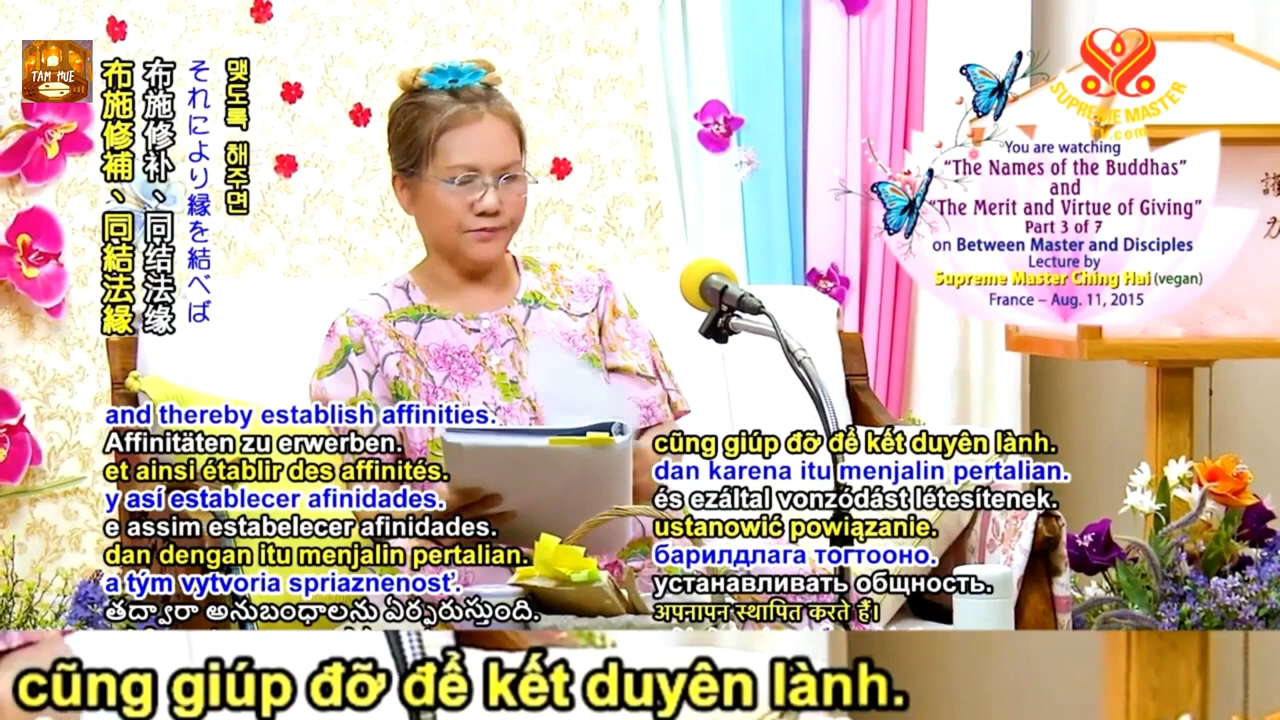 TAM HUE
布施修補、同結法緣
布施修补、同结法缘
それにより縁を結べば
맺도록 해주면
SUPREME MASTER
TV.com
You are watching
“The Names of the Buddhas”
and
“The Merit and Virtue of Giving”
Part 3 of 7
on Between Master and Disciples
Lecture by
Supreme Master Ching Hai (vegan)
France – Aug. 11, 2015
and thereby establish affinities.
Affinitäten zu erwerben.
et ainsi établir des affinités.
y así establecer afinidades.
e assim estabelecer afinidades.
dan dengan itu menjalin pertalian.
a tým vytvoria spriaznenosť.
తద్వారా అనుబంధాలను ఏర్పరుస్తుంది.
cũng giúp đỡ để kết duyên lành.
dan karena itu menjalin pertalian.
és ezáltal vonzódást létesítenek.
ustanowić powiązanie.
барилдлага тогтооно.
устанавливать общность.
अपनापन स्थापित करते हैं।
cũng giúp đỡ để kết duyên lành.